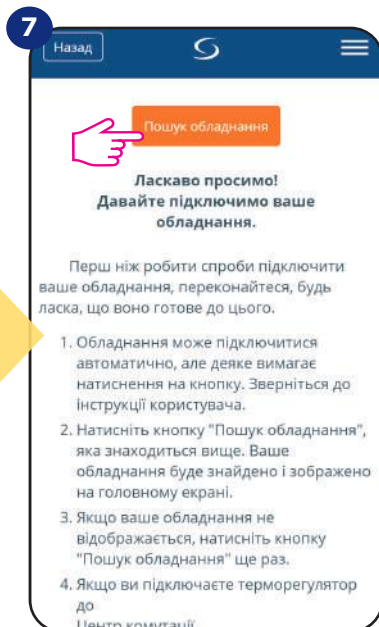 7
Назад
Пошук обладнання
Ласкаво просимо!
Давайте підключимо ваше
обладнання.
Перш ніж робити спроби підключити
ваше обладнання, переконайтеся, будь
ласка, що воно готове до цього.
1. Обладнання може підключитися
автоматично, але деяке вимагає
натиснення на кнопку. Зверніться до
інструкції користувача.
2. Натисніть кнопку "Пошук обладнання",
яка знаходиться вище. Ваше
обладнання буде знайдено і зображено
на головному екрані.
3. Якщо ваше обладнання не
відображається, натисніть кнопку
"Пошук обладнання" ще раз.
4. Якщо ви підключаєте терморегулятор
до
Центр комутації